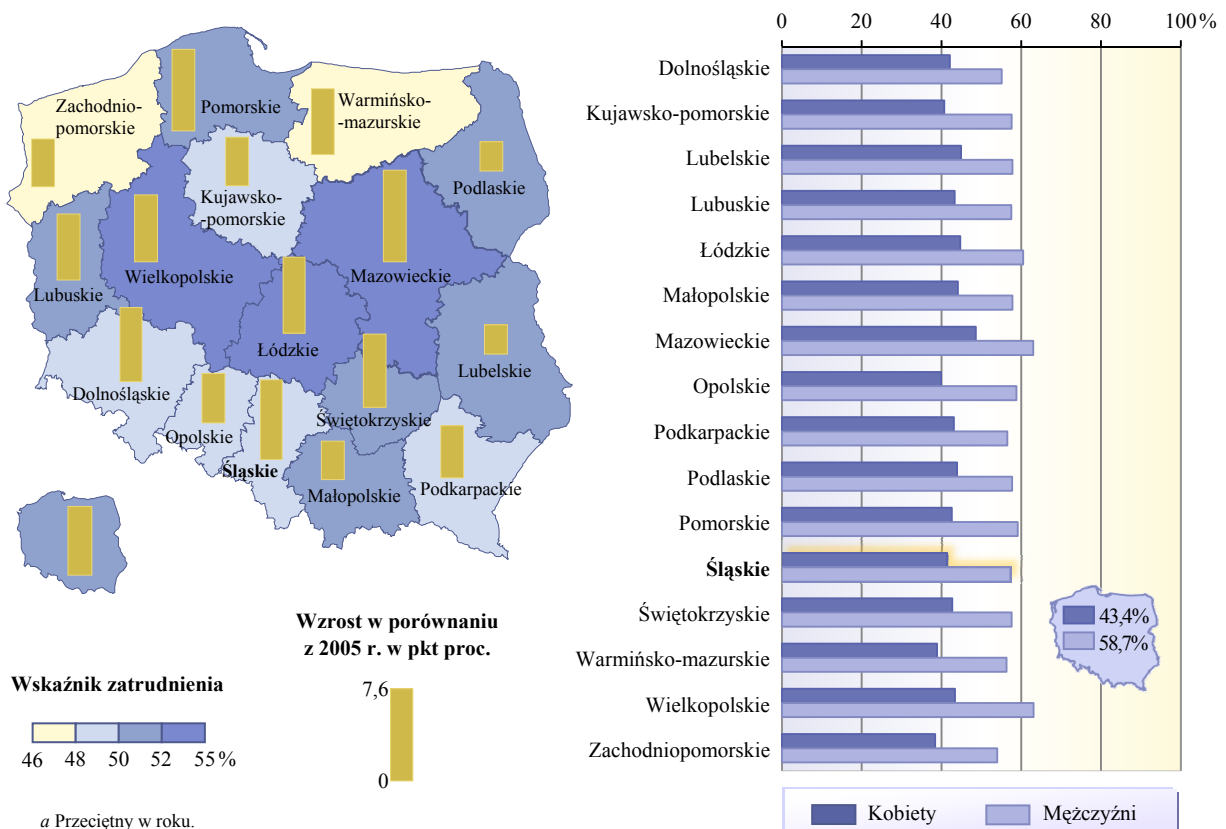 Zachodnio-
pomorskie
Pomorskie
Warmińsko-
-mazurskie
Podlaskie
Kujawsko-
-pomorskie
Lubuskie
Wielkopolskie
Mazowieckie
Łódzkie
Lubelskie
Dolnośląskie
Opolskie
Śląskie
Świętokrzyskie
Małopolskie
Podkarpackie
Wzrost w porównaniu
z 2005 r. w pkt proc.
7,6
0
Wskaźnik zatrudnienia
46 48 50 52 55 %
a Przeciętny w roku.
0 20 40 60 80 100 %
Dolnośląskie
Kujawsko-pomorskie
Lubelskie
Lubuskie
Łódzkie
Małopolskie
Mazowieckie
Opolskie
Podkarpackie
Podlaskie
Pomorskie
Śląskie
Świętokrzyskie
Warmińsko-mazurskie
Wielkopolskie
Zachodniopomorskie
43,4%
58,7%
Kobiety Mężczyźni